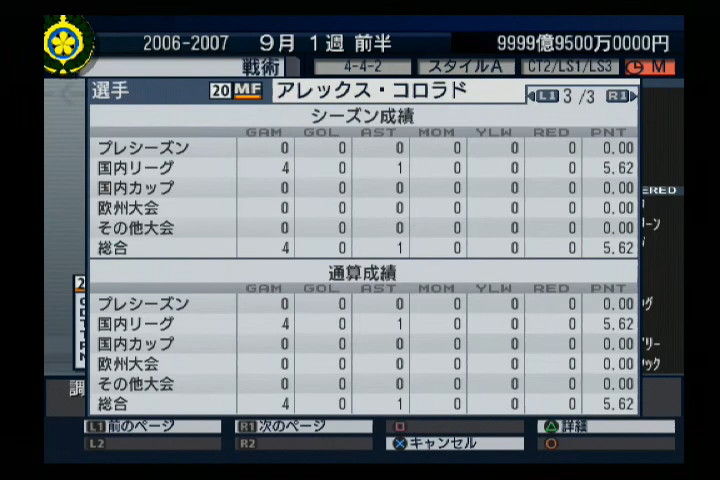 2006-2007 9月 1週 前半 9999億9500万0000円
戦術 4-4-2 スタイルA CT2/LS1/LS3 M
選手 20 MF アレックス・コロラド L1 3 /3 R1
シーズン成績
GAM GOL AST MOM YLW RED PNT
プレシーズン 0 0 0 0 0 0 0.00
国内リーグ 4 0 1 0 0 0 5.62
国内カップ 0 0 0 0 0 0 0.00
欧州大会 0 0 0 0 0 0 0.00
その他大会 0 0 0 0 0 0 0.00
総合 4 0 1 0 0 0 5.62
通算成績
GAM GOL AST MOM YLW RED PNT
プレシーズン 0 0 0 0 0 0 0.00
国内リーグ 4 0 1 0 0 0 5.62
国内カップ 0 0 0 0 0 0 0.00
欧州大会 0 0 0 0 0 0 0.00
その他大会 0 0 0 0 0 0 0.00
総合 4 0 1 0 0 0 5.62
L1 前のページ R1 次のページ 詳細
L2 R2 キャンセル